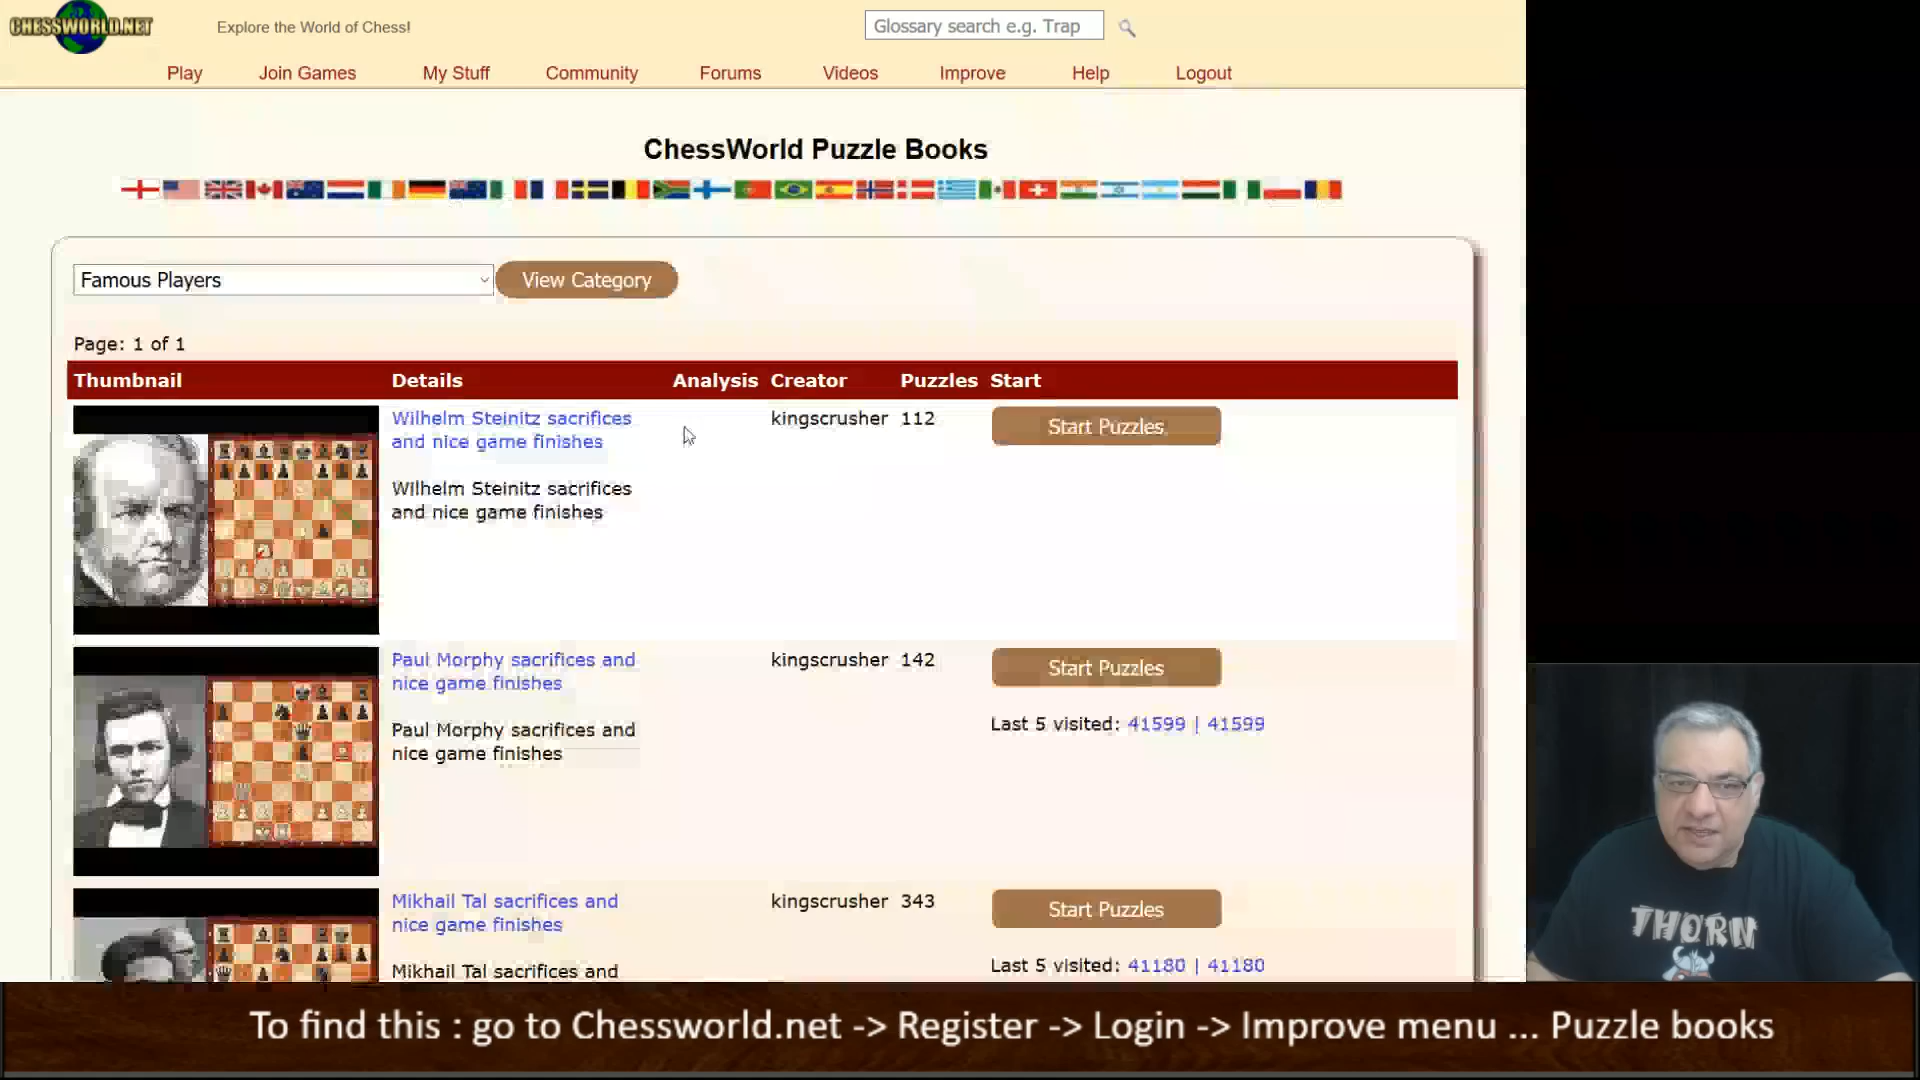 CHESSWORLD.NET
Explore the World of Chess!
Glossary search e.g. Trap
Play Join Games My Stuff Community Forums Videos Improve Help Logout
ChessWorld Puzzle Books
Famous Players
View Category
Page: 1 of 1
Thumbnail Details Analysis Creator Puzzles Start
Wilhelm Steinitz sacrifices
and nice game finishes
kingscrusher 112
Start Puzzles
Wilhelm Steinitz sacrifices
and nice game finishes
Paul Morphy sacrifices and
nice game finishes
kingscrusher 142
Start Puzzles
Paul Morphy sacrifices and
nice game finishes
Last 5 visited: 41599 | 41599
Mikhail Tal sacrifices and
nice game finishes
kingscrusher 343
Start Puzzles
Mikhail Tal sacrifices and
Last 5 visited: 41180 | 41180
THORN
To find this : go to Chessworld.net -> Register -> Login -> Improve menu ... Puzzle books